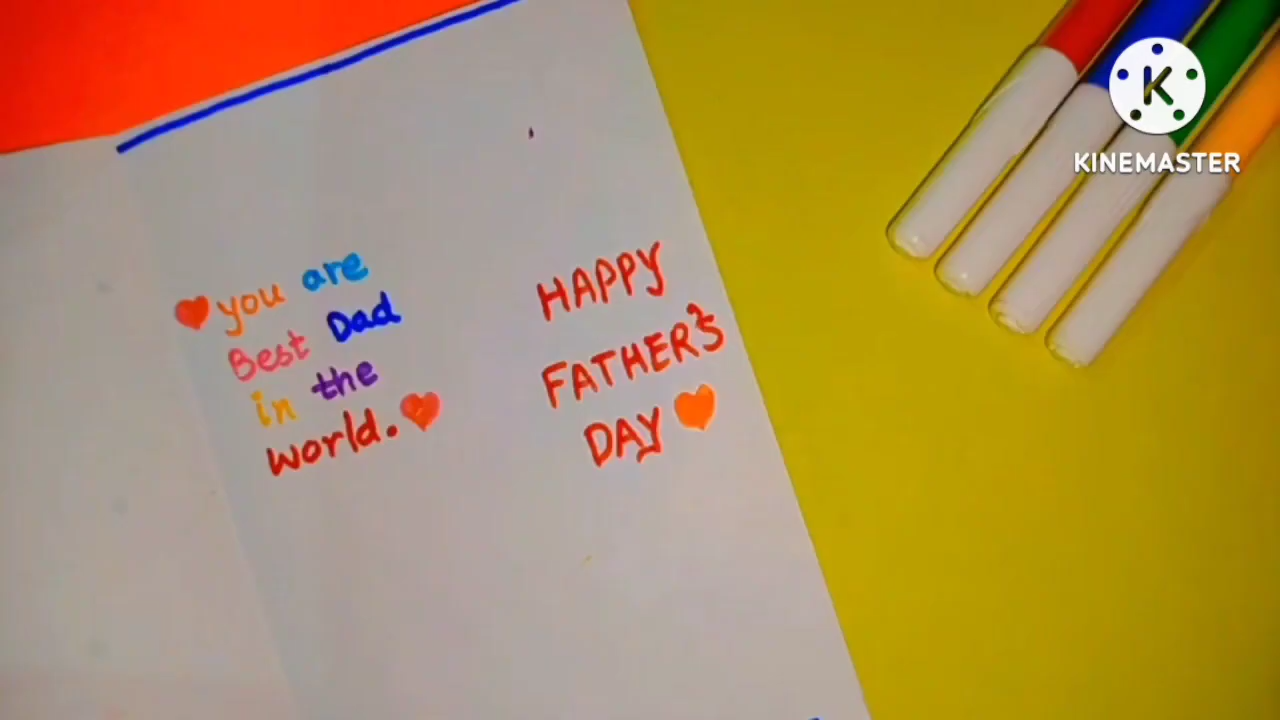 you are
Best Dad
in the
world.
HAPPY
FATHER'S
DAY
KINEMASTER